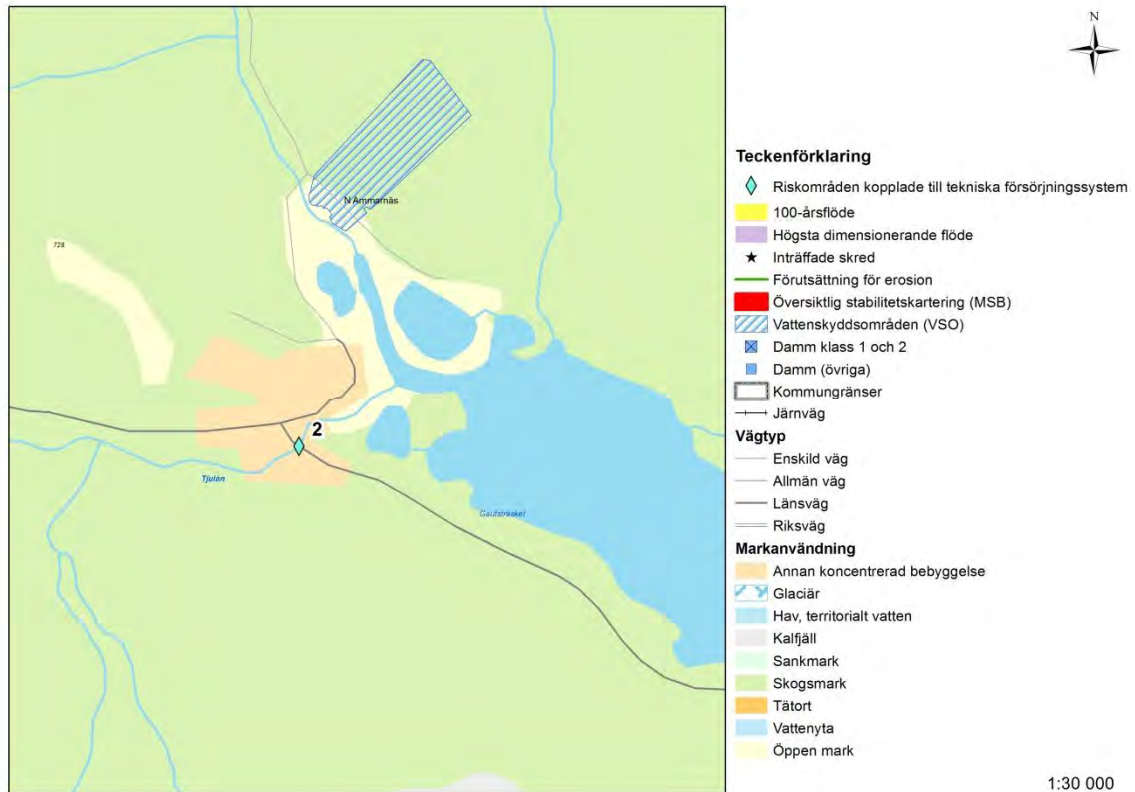 N
N Ammarnäs
728
2
Tjulån
Gautsträsket
Teckenförklaring
Riskområden kopplade till tekniska försörjningssystem
100-årsflöde
Högsta dimensionerande flöde
Inträffade skred
Förutsättning för erosion
Översiktlig stabilitetskartering (MSB)
Vattenskyddsområden (VSO)
Damm klass 1 och 2
Damm (övriga)
Kommungränser
Järnväg
Vägtyp
Enskild väg
Allmän väg
Länsväg
Riksväg
Markanvändning
Annan koncentrerad bebyggelse
Glaciär
Hav, territorialt vatten
Kalfjäll
Sankmark
Skogsmark
Tätort
Vattenyta
Öppen mark
1:30 000